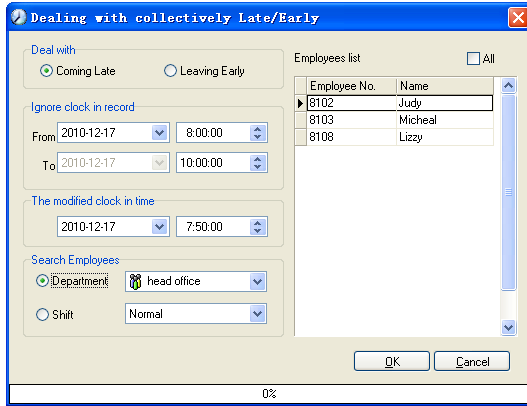 Dealing with collectively Late/Early
Deal with
Coming Late
Leaving Early
Ignore clock in record
From 2010-12-17 8:00:00
To 2010-12-17 10:00:00
The modified clock in time
2010-12-17 7:50:00
Search Employees
Department head office
Shift Normal
Employees list All
Employee No. Name
8102 Judy
8103 Micheal
8108 Lizzy
OK Cancel
0%